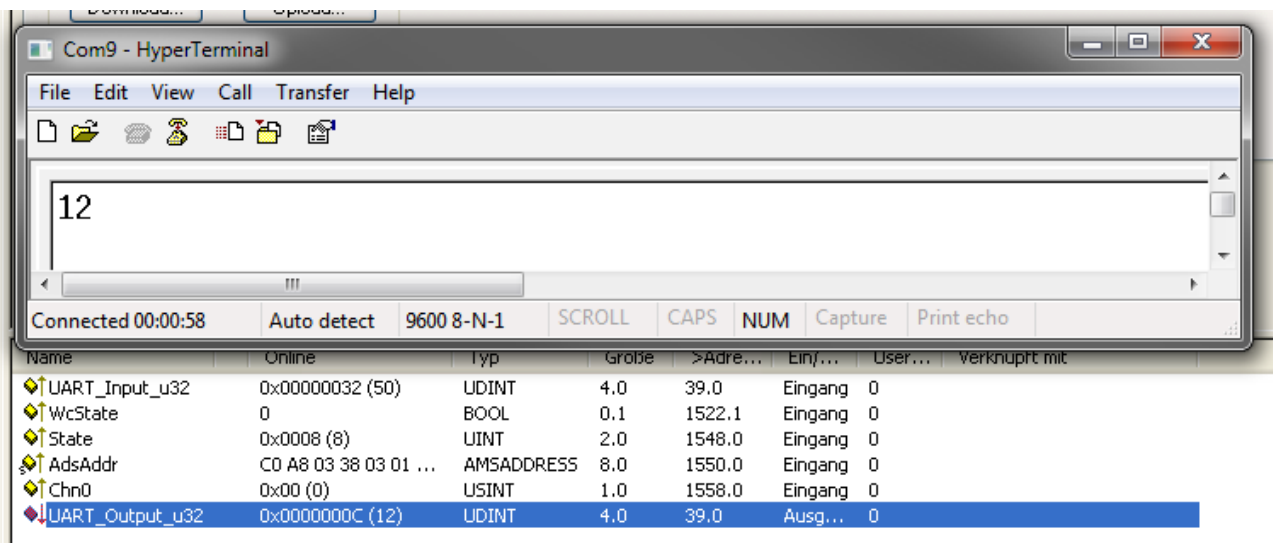 Download... Upload...
Com9 - HyperTerminal
File Edit View Call Transfer Help
12
Connected 00:00:58 Auto detect 9600 8-N-1 SCROLL CAPS NUM Capture Print echo
Name Online Typ Größe >Adre... Ein/... User... Verknüpft mit
UART_Input_u32 0x00000032 (50) UDINT 4.0 39.0 Eingang 0
WcState 0 BOOL 0.1 1522.1 Eingang 0
State 0x0008 (8) UINT 2.0 1548.0 Eingang 0
AdsAddr C0 A8 03 38 03 01 ... AMSADDRESS 8.0 1550.0 Eingang 0
Chn0 0x00 (0) USINT 1.0 1558.0 Eingang 0
UART_Output_u32 0x0000000C (12) UDINT 4.0 39.0 Ausg... 0